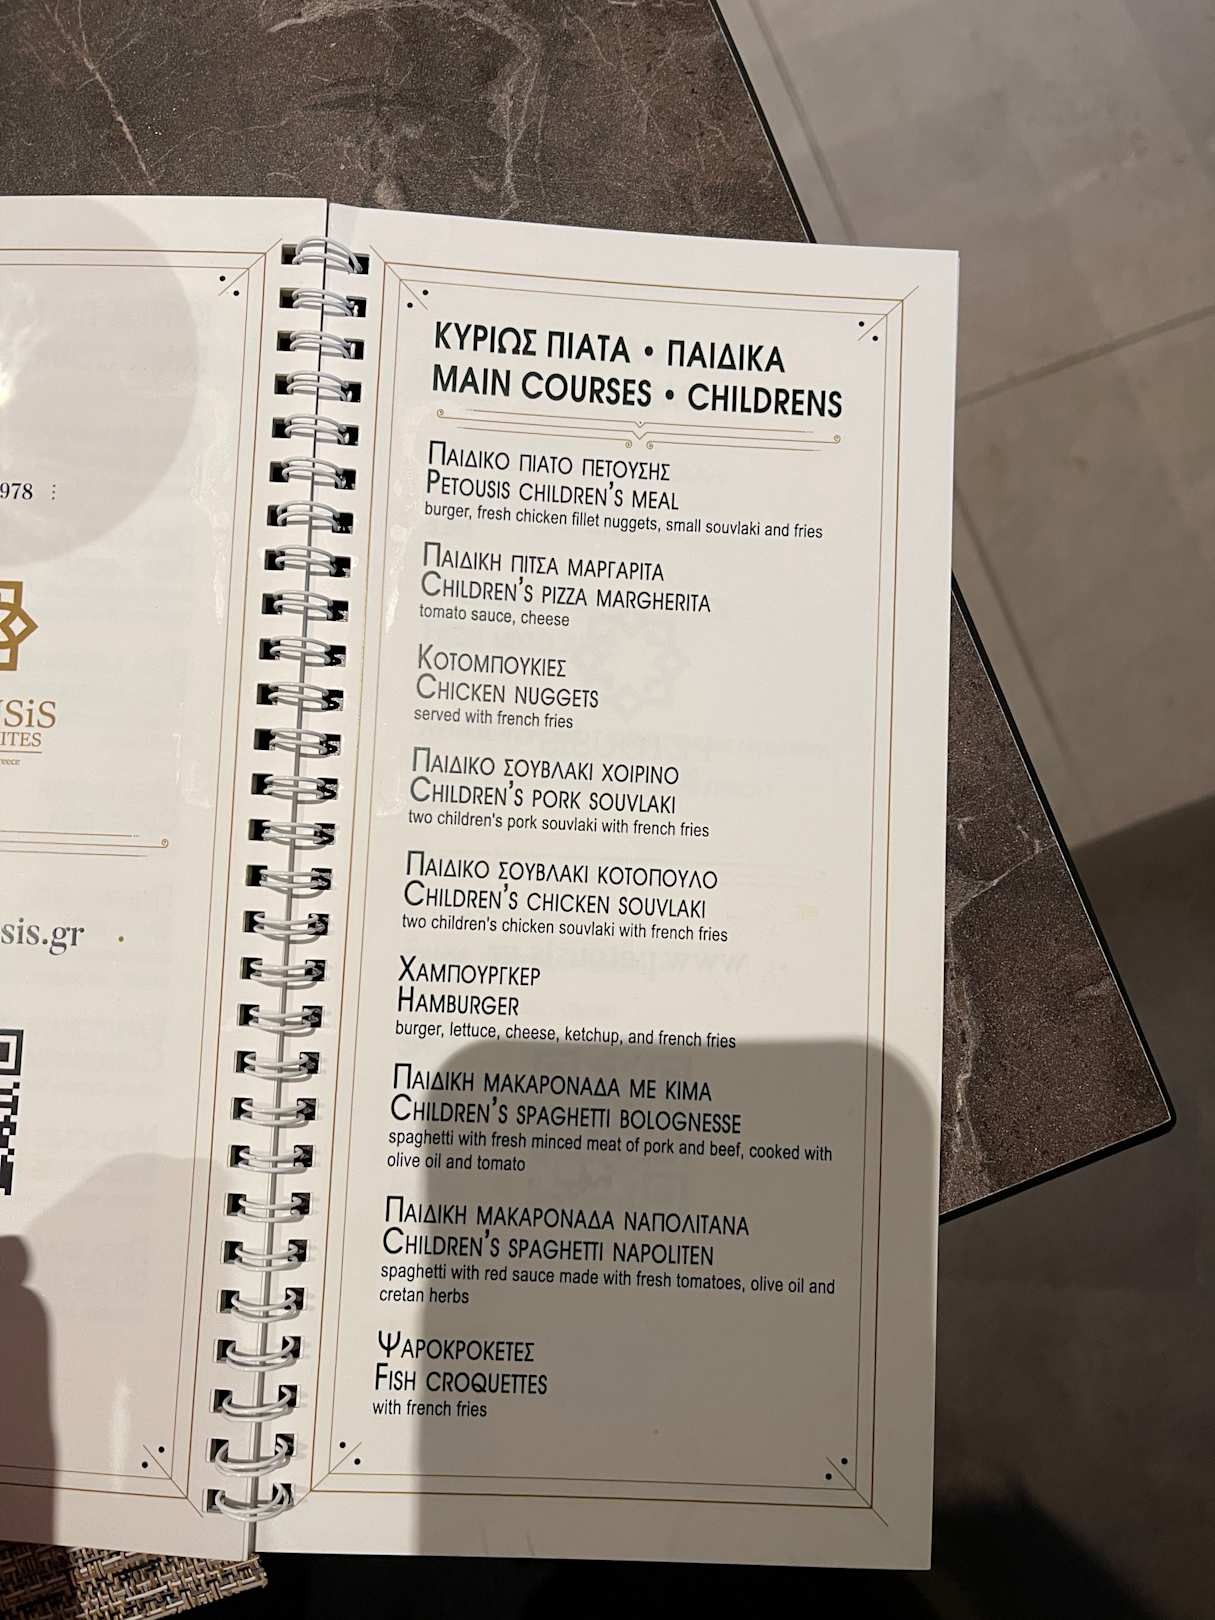 978
SiS
ITES
reece
sis.gr
ΚΥΡΙΩΣ ΠΙΑΤΑ • ΠΑΙΔΙΚΑ
MAIN COURSES • CHILDRENS
ΠΑΙΔΙΚΟ ΠΙΑΤΟ ΠΕΤΟΥΣΗΣ
PETOUSIS CHILDREN'S MEAL
burger, fresh chicken fillet nuggets, small souvlaki and fries
ΠΑΙΔΙΚΗ ΠΙΤΣΑ ΜΑΡΓΑΡΙΤΑ
CHILDREN'S PIZZA MARGHERITA
tomato sauce, cheese
ΚΟΤΟΜΠΟΥΚΙΕΣ
CHICKEN NUGGETS
served with french fries
ΠΑΙΔΙΚΟ ΣΟΥΒΛΑΚΙ ΧΟΙΡΙΝΟ
CHILDREN'S PORK SOUVLAKI
two children's pork souvlaki with french fries
ΠΑΙΔΙΚΟ ΣΟΥΒΛΑΚΙ ΚΟΤΟΠΟΥΛΟ
CHILDREN'S CHICKEN SOUVLAKI
two children's chicken souvlaki with french fries
ΧΑΜΠΟΥΡΓΚΕΡ
HAMBURGER
burger, lettuce, cheese, ketchup, and french fries
ΠΑΙΔΙΚΗ ΜΑΚΑΡΟΝΑΔΑ ΜΕ ΚΙΜΑ
CHILDREN'S SPAGHETTI BOLOGNESSE
spaghetti with fresh minced meat of pork and beef, cooked with
olive oil and tomato
ΠΑΙΔΙΚΗ ΜΑΚΑΡΟΝΑΔΑ ΝΑΠΟΛΙΤΑΝΑ
CHILDREN'S SPAGHETTI NAPOLITEN
spaghetti with red sauce made with fresh tomatoes, olive oil and
cretan herbs
ΨΑΡΟΚΡΟΚΕΤΕΣ
FISH CROQUETTES
with french fries